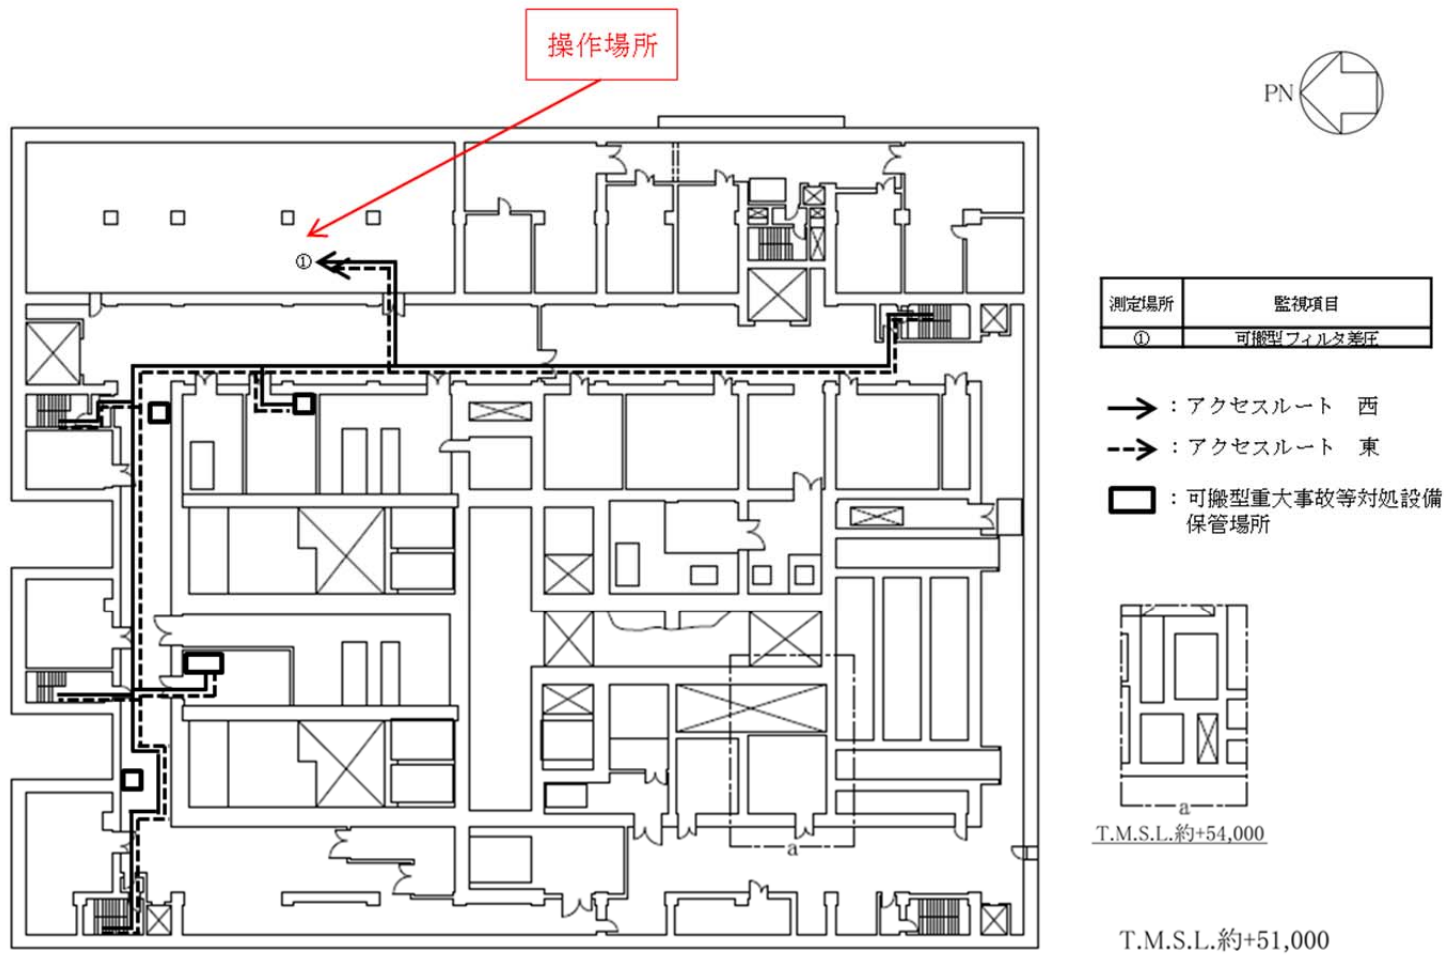 操作場所
PN
①
測定場所 監視項目
① 可搬型フィルタ差圧
：アクセスルート 西
：アクセスルート 東
：可搬型重大事故等対処設備
保管場所
a
T.M.S.L.約+54,000
a
T.M.S.L.約+51,000